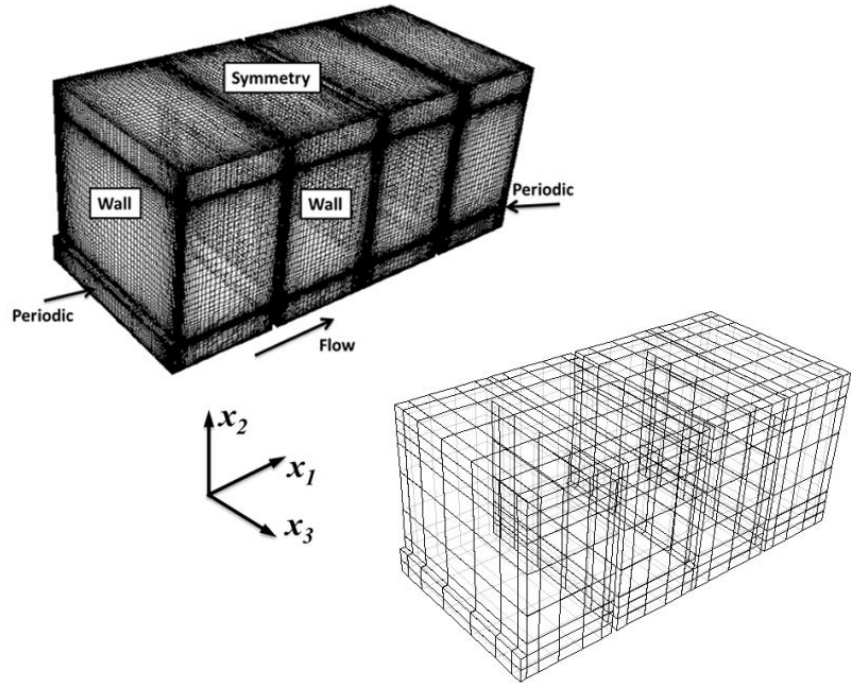 Symmetry
Wall
Wall
Periodic
Periodic
Flow
x2
x1
x3